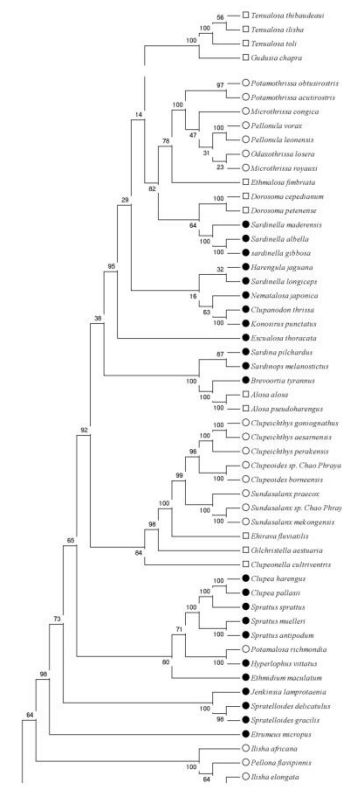 Tenualosa thibaudeaui
Tenualosa ilisha
Tenualosa toli
Gudusia chapra
Potamothrissa obtusirostris
Potamothrissa acutirostris
Microthrissa congica
Pellonula vorax
Pellonula leonensis
Odaxothrissa losera
Microthrissa royauxi
Ethmalosa fimbriata
Dorosoma cepedianum
Dorosoma petenense
Sardinella maderensis
Sardinella albella
sardinella gibbosa
Harengula jaguana
Sardinella longiceps
Nematalosa japonica
Clupanodon thrissa
Konosirus punctatus
Escualosa thoracata
Sardina pilchardus
Sardinops melanostictus
Brevoortia tyrannus
Alosa alosa
Alosa pseudoharengus
Clupeichthys goniognathus
Clupeichthys aesarnensis
Clupeichthys perakensis
Clupeoides sp. Chao Phraya
Clupeoides borneensis
Sundasalanx praecox
Sundasalanx sp. Chao Phray
Sundasalanx mekongensis
Ehirava fluviatilis
Gilchristella aestuaria
Clupeonella cultriventris
Clupea harengus
Clupea pallasii
Sprattus sprattus
Sprattus muelleri
Sprattus antipodum
Potamalosa richmondia
Hyperlophus vittatus
Ethmidium maculatum
Jenkinsia lamprotaenia
Spratelloides delicatulus
Spratelloides gracilis
Etrumeus micropus
Ilisha africana
Pellona flavipinnis
Ilisha elongata
56
100
100
97
100
100
14
47
100
31
100
23
78
82
64
100
100
29
32
16
63
100
95
38
87
100
100
100
100
96
100
100
99
100
100
100
98
84
92
100
100
100
100
71
100
80
65
73
100
98
98
64
100
64